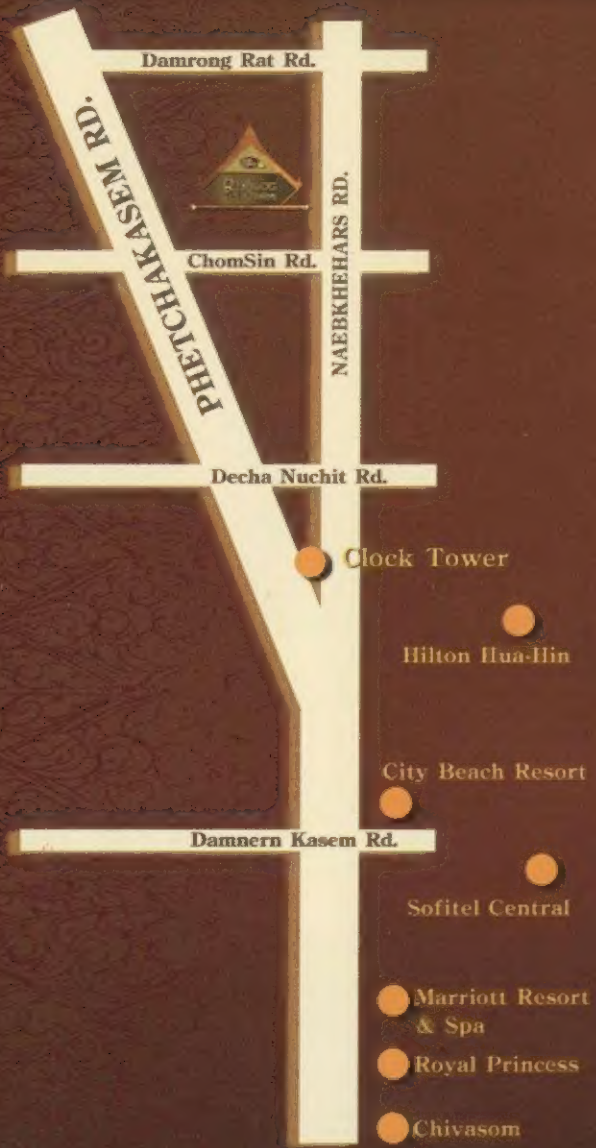 Damrong Rat Rd.
PHETCHAKASEM RD.
NAEBKHEHARS RD.
ChomSin Rd.
Decha Nuchit Rd.
Clock Tower
Hilton Hua-Hin
City Beach Resort
Damnern Kasem Rd.
Sofitel Central
Marriott Resort
& Spa
Royal Princess
Chivasom